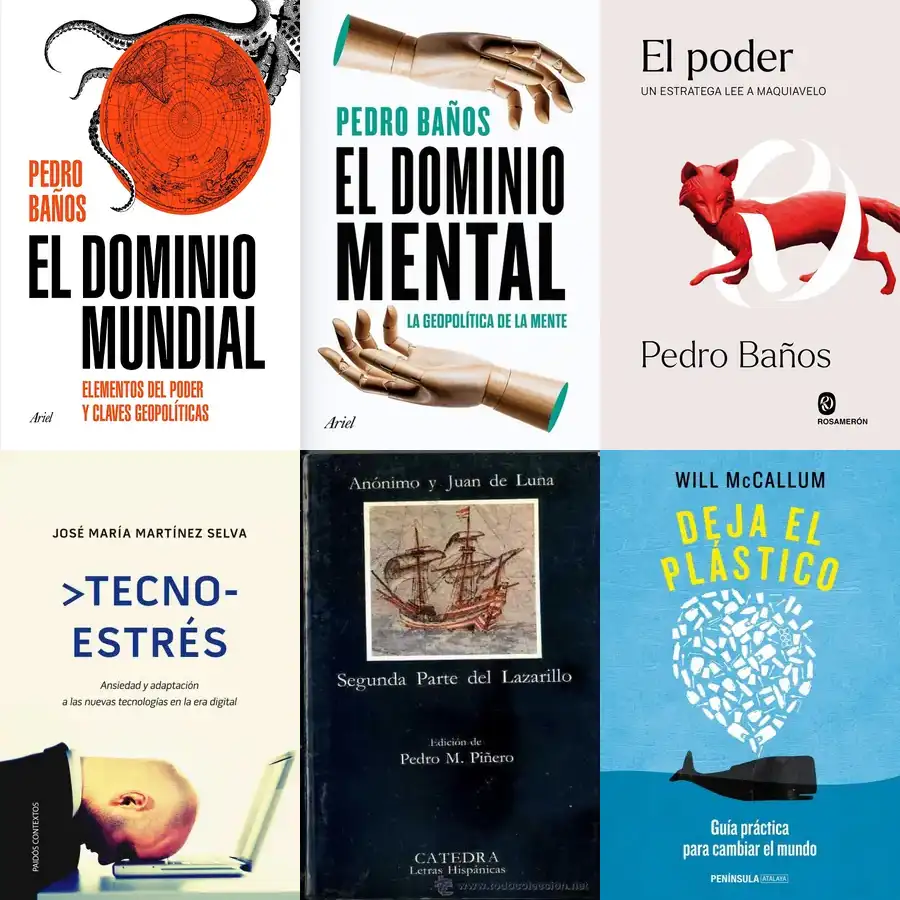 PEDRO
BAÑOS
EL DOMINIO
MUNDIAL
ELEMENTOS DEL PODER
Y CLAVES GEOPOLÍTICAS
Ariel
PEDRO BAÑOS
EL DOMINIO
MENTAL
LA GEOPOLÍTICA DE LA MENTE
Ariel
El poder
UN ESTRATEGA LEE A MAQUIAVELO
Pedro Baños
ROSAMERÓN
JOSÉ MARÍA MARTÍNEZ SELVA
>TECNO-
ESTRÉS
Ansiedad y adaptación
a las nuevas tecnologías en la era digital
PAIDÓS CONTEXTOS
Anónimo y Juan de Luna
Segunda Parte del Lazarillo
Edición de
Pedro M. Piñero
CATEDRA
Letras Hispánicas
www.todocoleccion.net
WILL McCALLUM
DEJA EL
PLÁSTICO
Guía práctica
para cambiar el mundo
PENÍNSULA ATALAYA